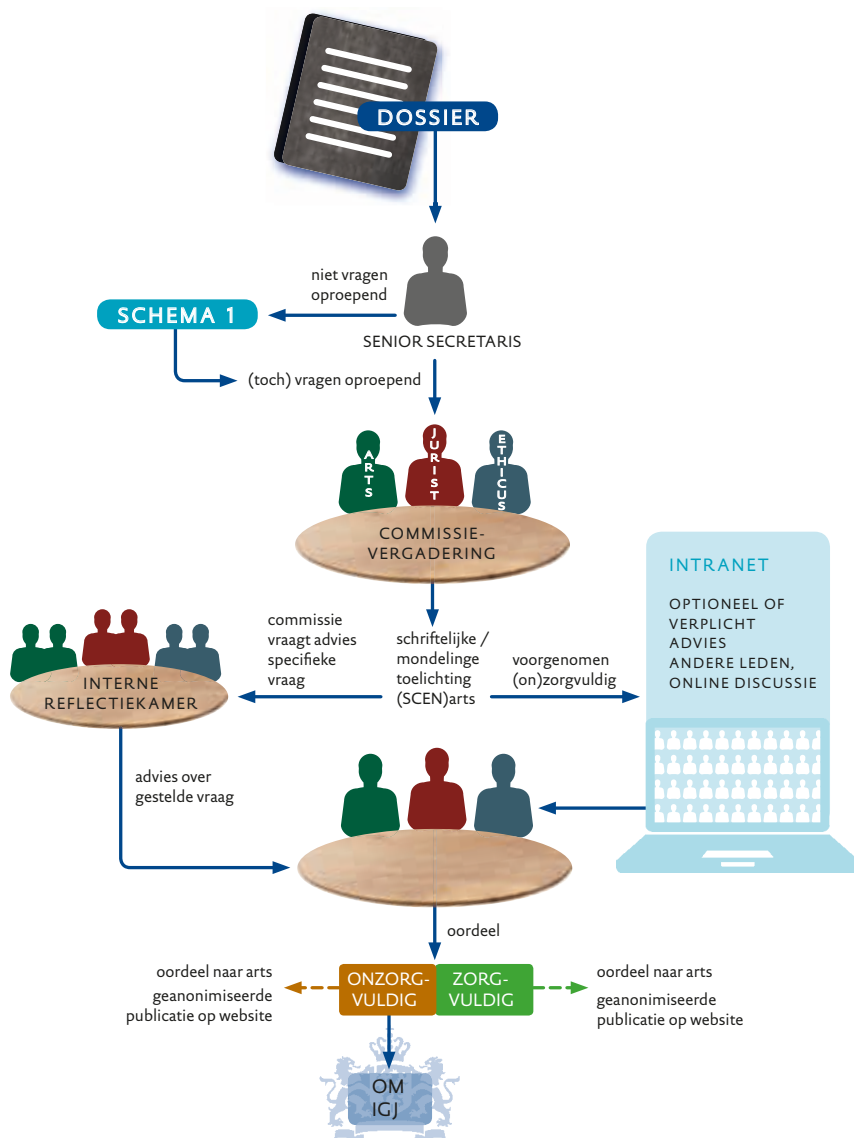 DOSSIER
niet vragen
oproepend
SCHEMA 1
SENIOR SECRETARIS
(toch) vragen oproepend
ARTS
JURIST
ETHICUS
COMMISSIE-
VERGADERING
INTRANET
OPTIONEEL OF
VERPLICHT
ADVIES
ANDERE LEDEN,
ONLINE DISCUSSIE
commissie
vraagt advies
specifieke
vraag
schriftelijke /
mondelinge
toelichting
(SCEN)arts
voorgenomen
(on)zorgvuldig
INTERNE
REFLECTIEKAMER
advies over
gestelde vraag
oordeel
oordeel naar arts
geanonimiseerde
publicatie op website
ONZORG-
VULDIG
ZORG-
VULDIG
oordeel naar arts
geanonimiseerde
publicatie op website
OM
IGJ